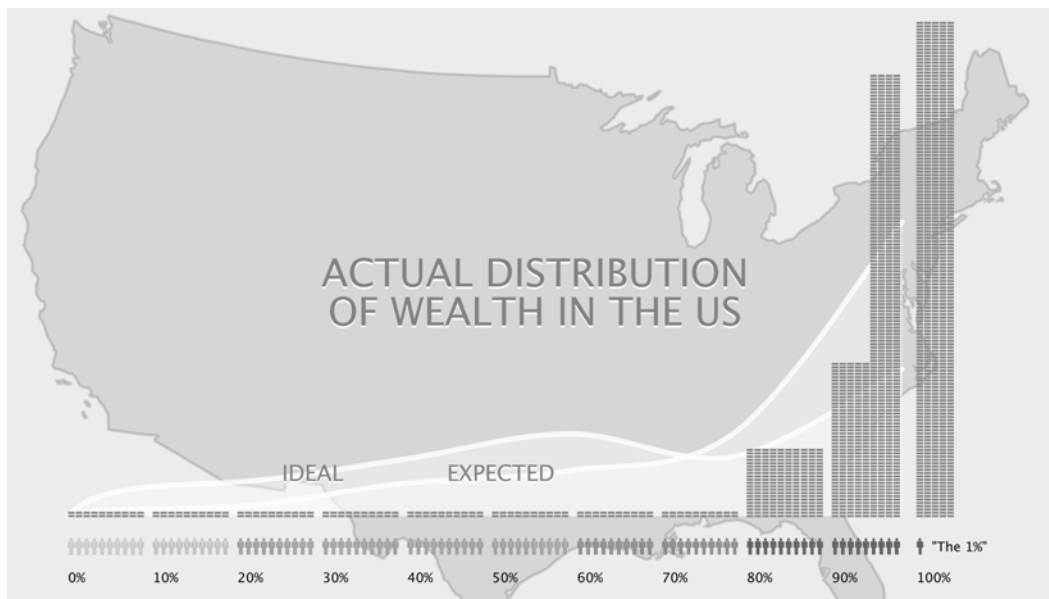 ACTUAL DISTRIBUTION
OF WEALTH IN THE US
IDEAL EXPECTED
"The 1%"
0% 10% 20% 30% 40% 50% 60% 70% 80% 90% 100%